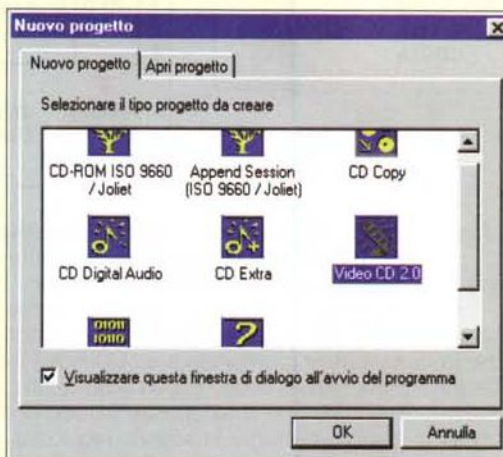 Nuovo progetto
Nuovo progetto
Apri progetto
Selezionare il tipo progetto da creare
CD-ROM ISO 9660
/ Joliet
Append Session
(ISO 9660 / Joliet)
CD Copy
CD Digital Audio
CD Extra
Video CD 2.0
01011
10110
?
Visualizzare questa finestra di dialogo all'avvio del programma
OK
Annulla